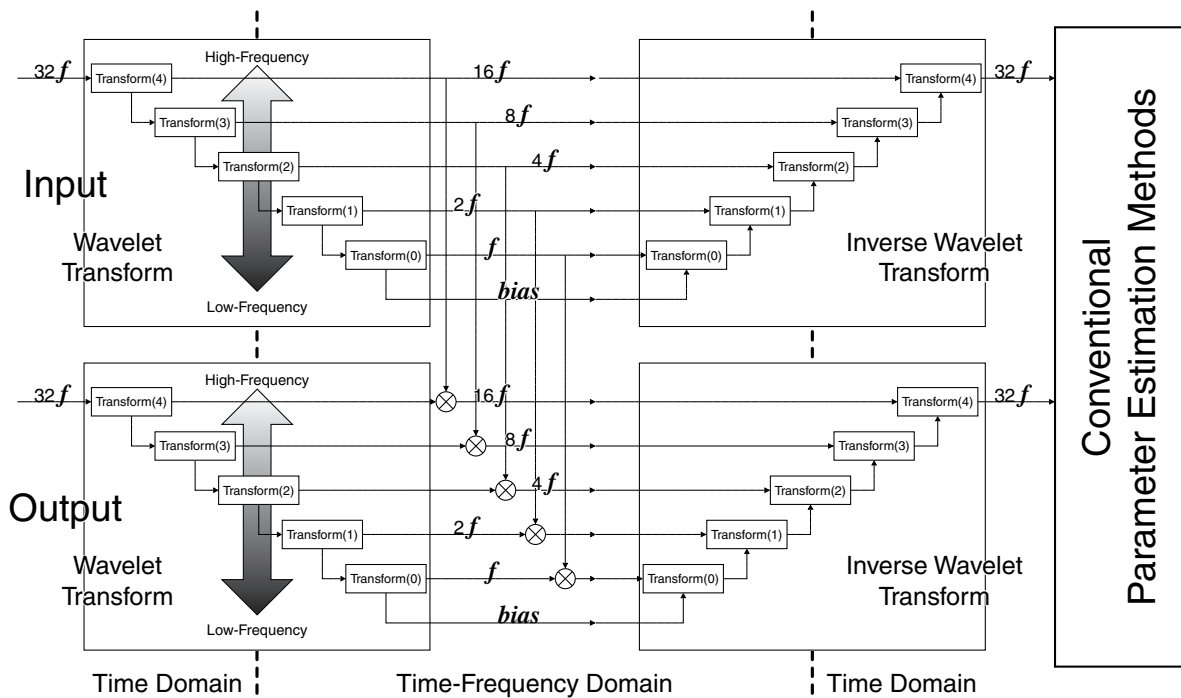 High-Frequency
32f
Transform(4)
16f
Transform(4)
32f
Transform(3)
8f
Transform(3)
Transform(2)
4f
Transform(2)
Input
Transform(1)
2f
Transform(1)
Wavelet
Transform
Transform(0)
f
Transform(0)
Inverse Wavelet
Transform
bias
Low-Frequency
High-Frequency
32f
Transform(4)
16f
Transform(4)
32f
Transform(3)
8f
Transform(3)
Transform(2)
4f
Transform(2)
Output
Transform(1)
2f
Transform(1)
Wavelet
Transform
Transform(0)
f
Transform(0)
Inverse Wavelet
Transform
bias
Low-Frequency
Time Domain
Time-Frequency Domain
Time Domain
Conventional
Parameter Estimation Methods